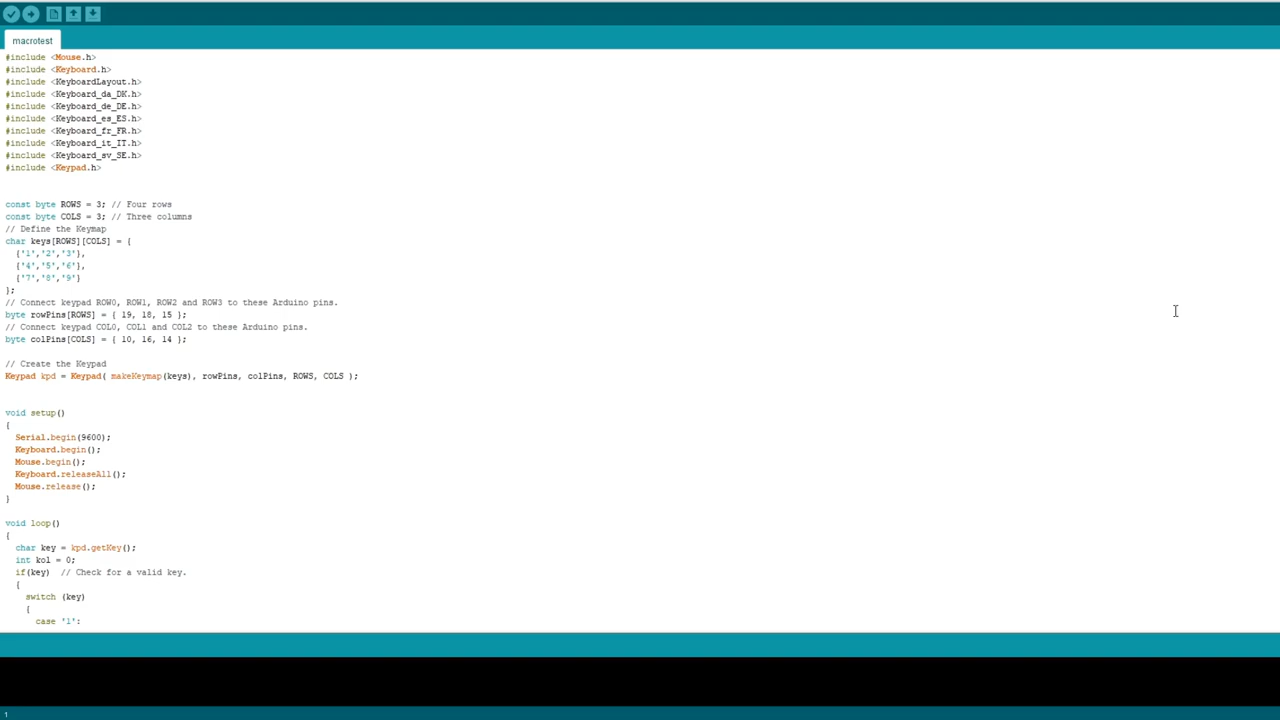 macrotest
#include <Mouse.h>
#include <Keyboard.h>
#include <KeyboardLayout.h>
#include <Keyboard_da_DK.h>
#include <Keyboard_de_DE.h>
#include <Keyboard_es_ES.h>
#include <Keyboard_fr_FR.h>
#include <Keyboard_it_IT.h>
#include <Keyboard_sv_SE.h>
#include <Keypad.h>
const byte ROWS = 3; // Four rows
const byte COLS = 3; // Three columns
// Define the Keymap
char keys[ROWS][COLS] = {
{'1','2','3'},
{'4','5','6'},
{'7','8','9'}
};
// Connect keypad ROW0, ROW1, ROW2 and ROW3 to these Arduino pins.
byte rowPins[ROWS] = { 19, 18, 15 };
// Connect keypad COL0, COL1 and COL2 to these Arduino pins.
byte colPins[COLS] = { 10, 16, 14 };
// Create the Keypad
Keypad kpd = Keypad( makeKeymap(keys), rowPins, colPins, ROWS, COLS );
void setup()
{
Serial.begin(9600);
Keyboard.begin();
Mouse.begin();
Keyboard.releaseAll();
Mouse.release();
}
void loop()
{
char key = kpd.getKey();
int kol = 0;
if(key)  // Check for a valid key.
{
switch (key)
{
case '1':
1